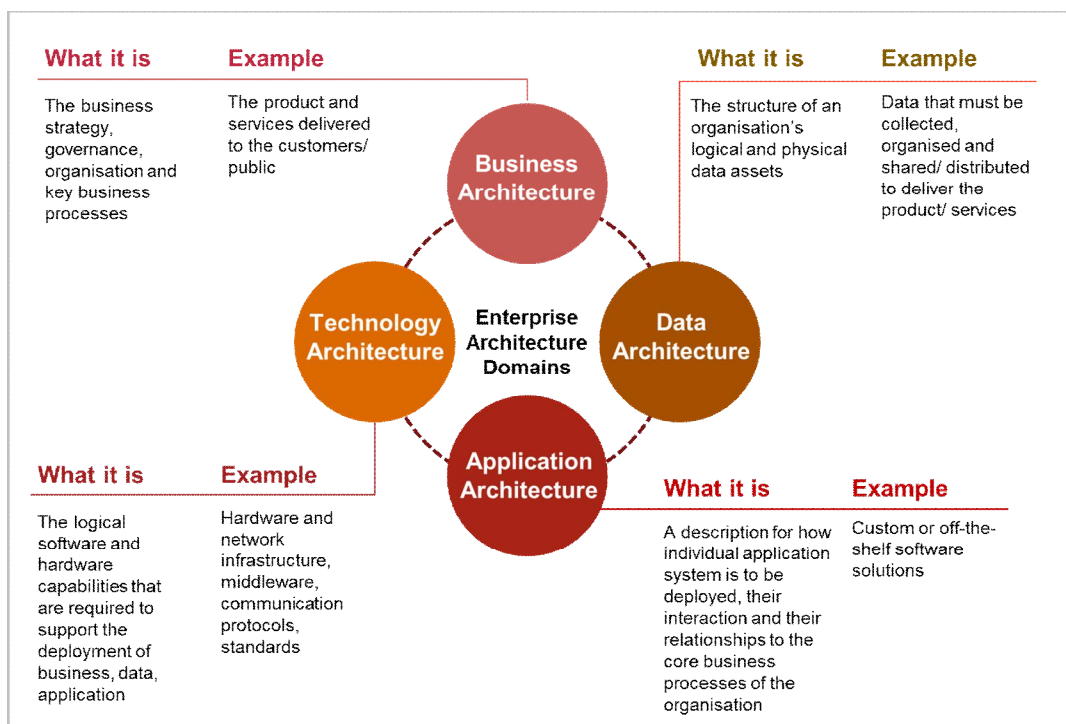 What it is
Example
The business
strategy,
governance,
organisation and
key business
processes
The product and
services delivered
to the customers/
public
What it is
Example
The structure of an
organisation's
logical and physical
data assets
Data that must be
collected,
organised and
shared/ distributed
to deliver the
product/ services
Business
Architecture
Technology
Architecture
Enterprise
Architecture
Domains
Data
Architecture
Application
Architecture
What it is
Example
The logical
software and
hardware
capabilities that
are required to
support the
deployment of
business, data,
application
Hardware and
network
infrastructure,
middleware,
communication
protocols,
standards
What it is
Example
A description for how
individual application
system is to be
deployed, their
interaction and their
relationships to the
core business
processes of the
organisation
Custom or off-the-
shelf software
solutions